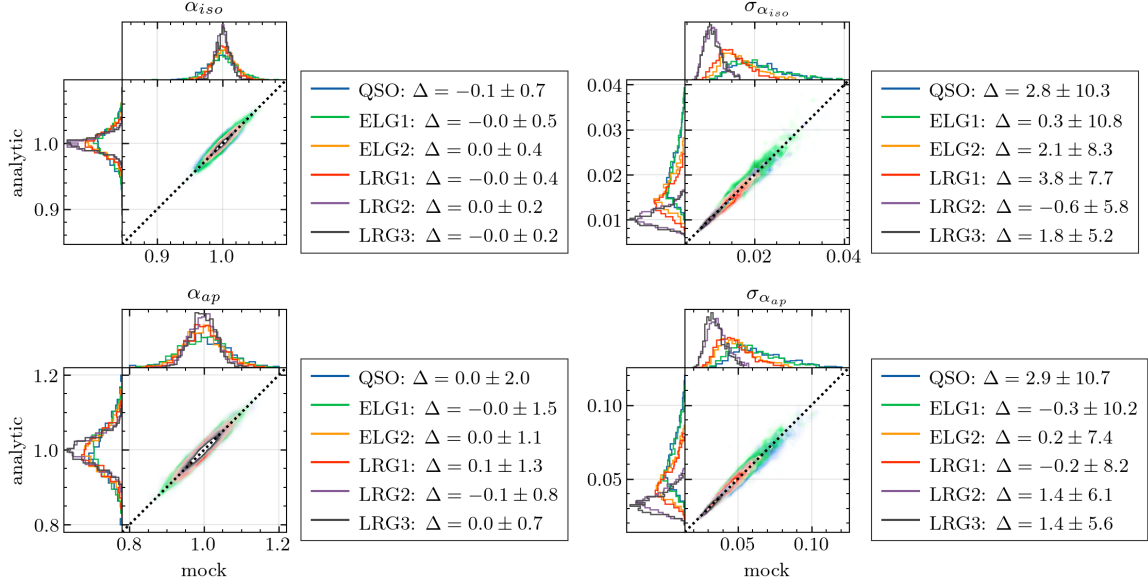 α_iso
σ_α_iso
analytic
1.0
0.9
0.9 1.0
QSO: Δ = −0.1 ± 0.7
ELG1: Δ = −0.0 ± 0.5
ELG2: Δ = 0.0 ± 0.4
LRG1: Δ = −0.0 ± 0.4
LRG2: Δ = 0.0 ± 0.2
LRG3: Δ = −0.0 ± 0.2
0.04
0.03
0.02
0.01
0.02 0.04
QSO: Δ = 2.8 ± 10.3
ELG1: Δ = 0.3 ± 10.8
ELG2: Δ = 2.1 ± 8.3
LRG1: Δ = 3.8 ± 7.7
LRG2: Δ = −0.6 ± 5.8
LRG3: Δ = 1.8 ± 5.2
α_ap
σ_α_ap
analytic
1.2
1.0
0.8
0.8 1.0 1.2
mock
QSO: Δ = 0.0 ± 2.0
ELG1: Δ = −0.0 ± 1.5
ELG2: Δ = 0.0 ± 1.1
LRG1: Δ = 0.1 ± 1.3
LRG2: Δ = −0.1 ± 0.8
LRG3: Δ = 0.0 ± 0.7
0.10
0.05
0.05 0.10
mock
QSO: Δ = 2.9 ± 10.7
ELG1: Δ = −0.3 ± 10.2
ELG2: Δ = 0.2 ± 7.4
LRG1: Δ = −0.2 ± 8.2
LRG2: Δ = 1.4 ± 6.1
LRG3: Δ = 1.4 ± 5.6